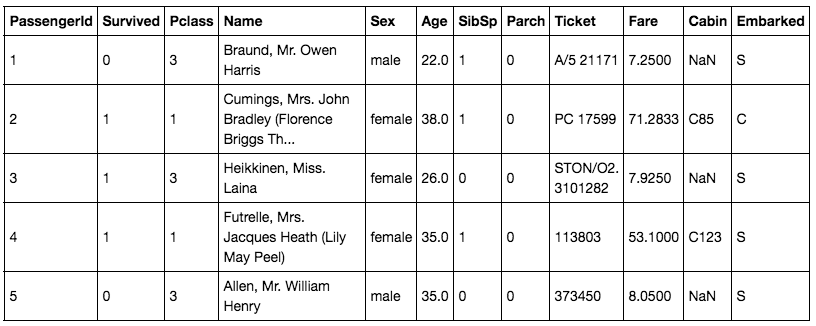 PassengerId Survived Pclass Name Sex Age SibSp Parch Ticket Fare Cabin Embarked
1 0 3 Braund, Mr. Owen Harris male 22.0 1 0 A/5 21171 7.2500 NaN S
2 1 1 Cumings, Mrs. John Bradley (Florence Briggs Th... female 38.0 1 0 PC 17599 71.2833 C85 C
3 1 3 Heikkinen, Miss. Laina female 26.0 0 0 STON/O2. 3101282 7.9250 NaN S
4 1 1 Futrelle, Mrs. Jacques Heath (Lily May Peel) female 35.0 1 0 113803 53.1000 C123 S
5 0 3 Allen, Mr. William Henry male 35.0 0 0 373450 8.0500 NaN S